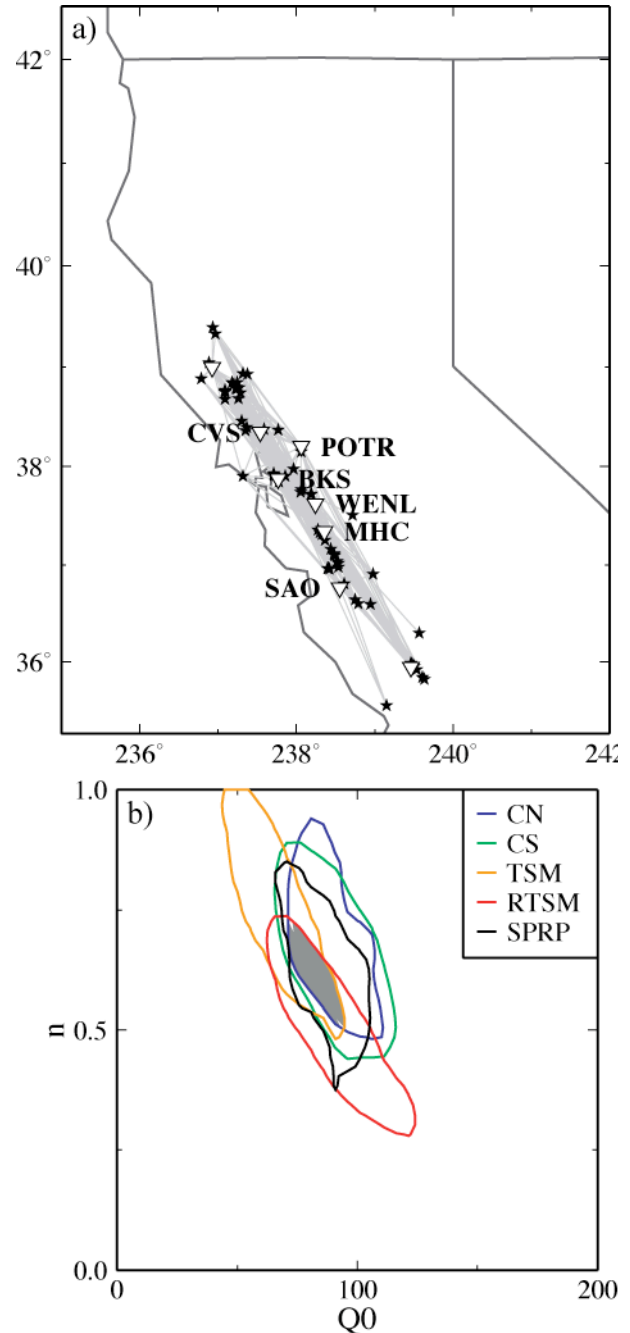 a)
42°
40°
38°
36°
CVS
POTR
BKS
WENL
MHC
SAO
236°
238°
240°
242
b)
1.0
0.5
0.0
n
CN
CS
TSM
RTSM
SPRP
0
100
200
Q0